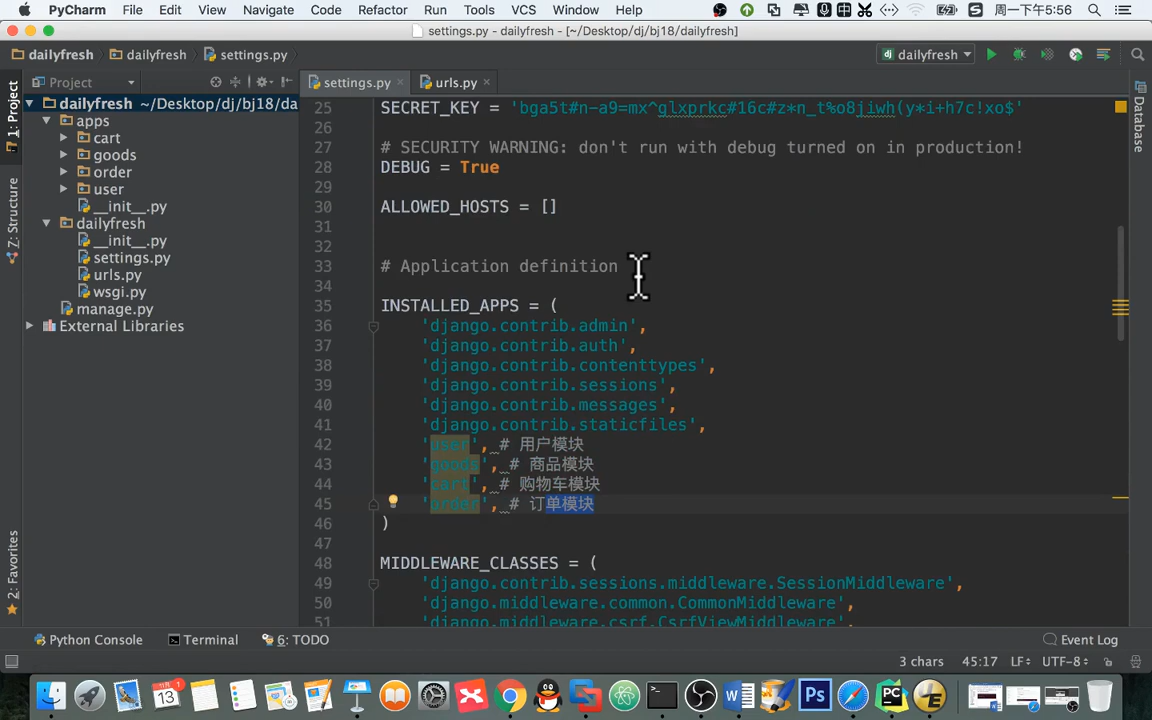 PyCharm File Edit View Navigate Code Refactor Run Tools VCS Window Help 周一下午5:56
settings.py - dailyfresh - [~/Desktop/dj/bj18/dailyfresh]
dailyfresh dailyfresh settings.py dj dailyfresh
Project settings.py urls.py
1: Project
7: Structure
2: Favorites
Database
dailyfresh ~/Desktop/dj/bj18/da
apps
cart
goods
order
user
__init__.py
dailyfresh
__init__.py
settings.py
urls.py
wsgi.py
manage.py
External Libraries
25 SECRET_KEY = 'bga5t#n-a9=mx^glxprkc#16c#z*n_t%o8jiwh(y*i+h7c!xo$'
26
27 # SECURITY WARNING: don't run with debug turned on in production!
28 DEBUG = True
29
30 ALLOWED_HOSTS = []
31
32
33 # Application definition
34
35 INSTALLED_APPS = (
36 'django.contrib.admin',
37 'django.contrib.auth',
38 'django.contrib.contenttypes',
39 'django.contrib.sessions',
40 'django.contrib.messages',
41 'django.contrib.staticfiles',
42 'user', # 用户模块
43 'goods', # 商品模块
44 'cart', # 购物车模块
45 'order', # 订单模块
46 )
47
48 MIDDLEWARE_CLASSES = (
49 'django.contrib.sessions.middleware.SessionMiddleware',
50 'django.middleware.common.CommonMiddleware',
51 'django.middleware.csrf.CsrfViewMiddleware',
Python Console Terminal 6: TODO Event Log
3 chars 45:17 LF UTF-8
13
Ps
PC